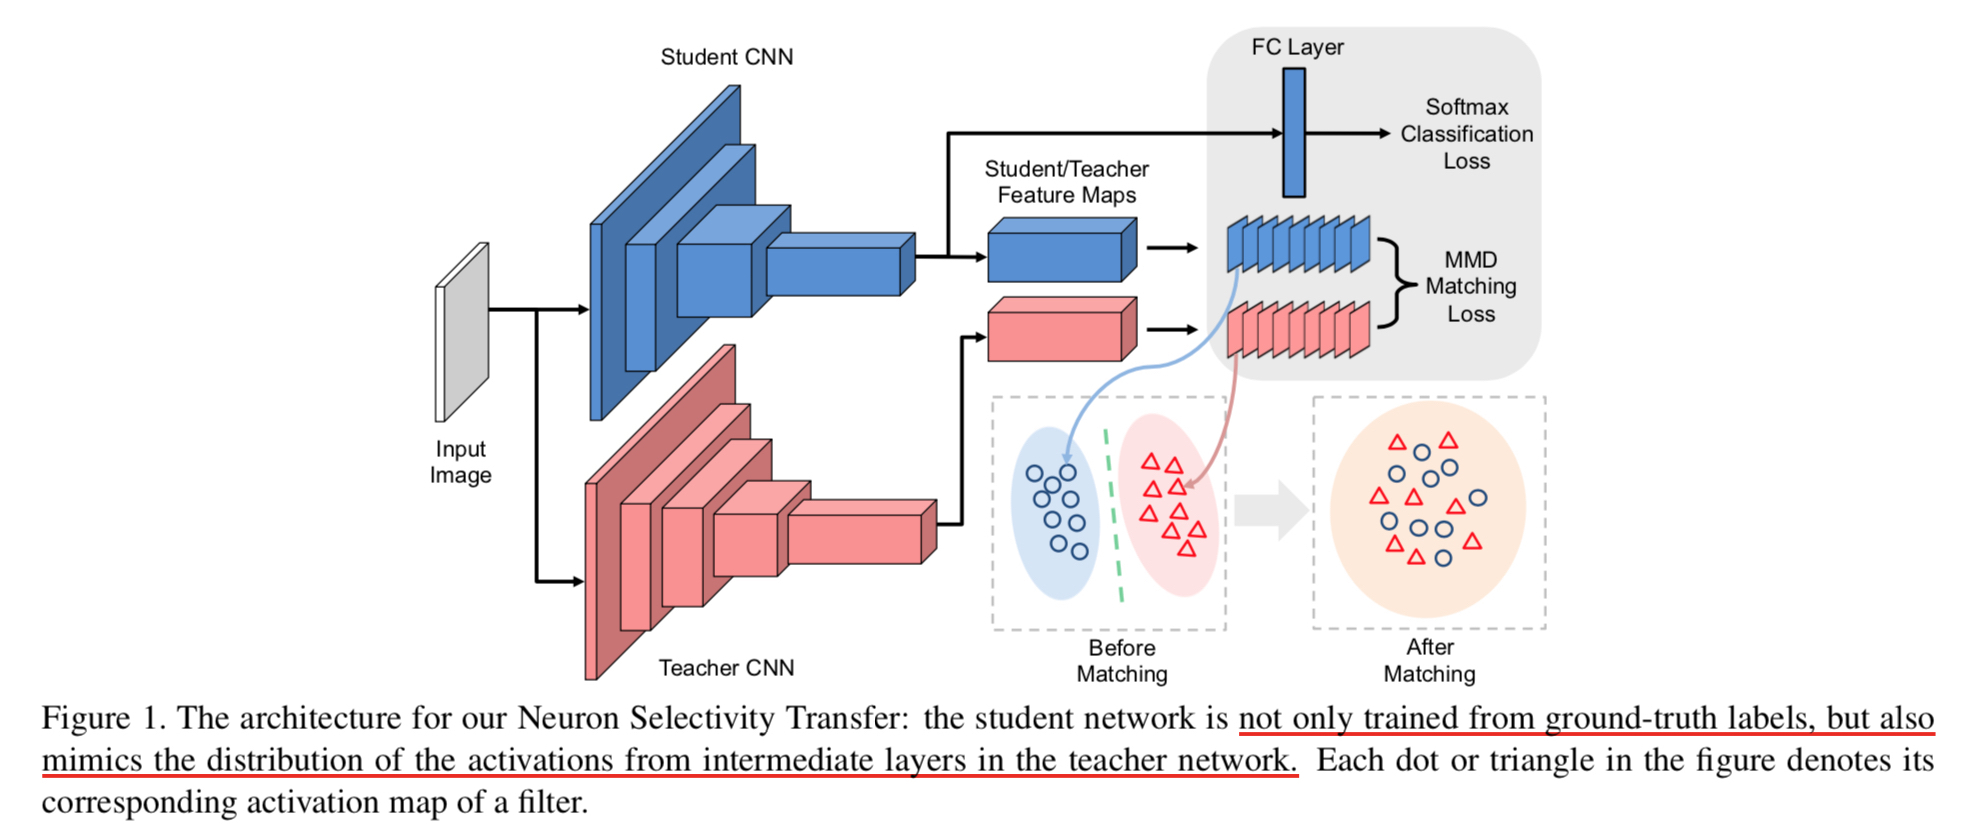 Student CNN
FC Layer
Softmax
Classification
Loss
Student/Teacher
Feature Maps
MMD
Matching
Loss
Input
Image
Teacher CNN
Before
Matching
After
Matching
Figure 1. The architecture for our Neuron Selectivity Transfer: the student network is not only trained from ground-truth labels, but also
mimics the distribution of the activations from intermediate layers in the teacher network. Each dot or triangle in the figure denotes its
corresponding activation map of a filter.